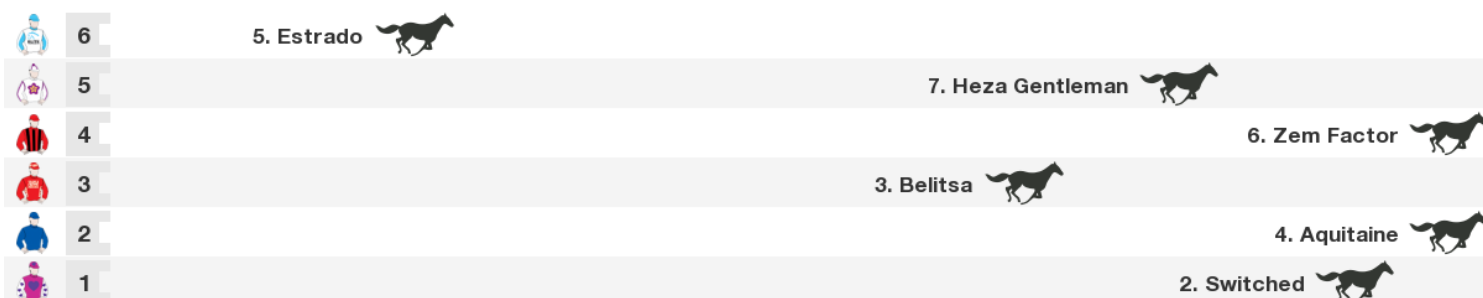 6 5. Estrado
5 7. Heza Gentleman
4 6. Zem Factor
3 3. Belitsa
2 4. Aquitaine
1 2. Switched